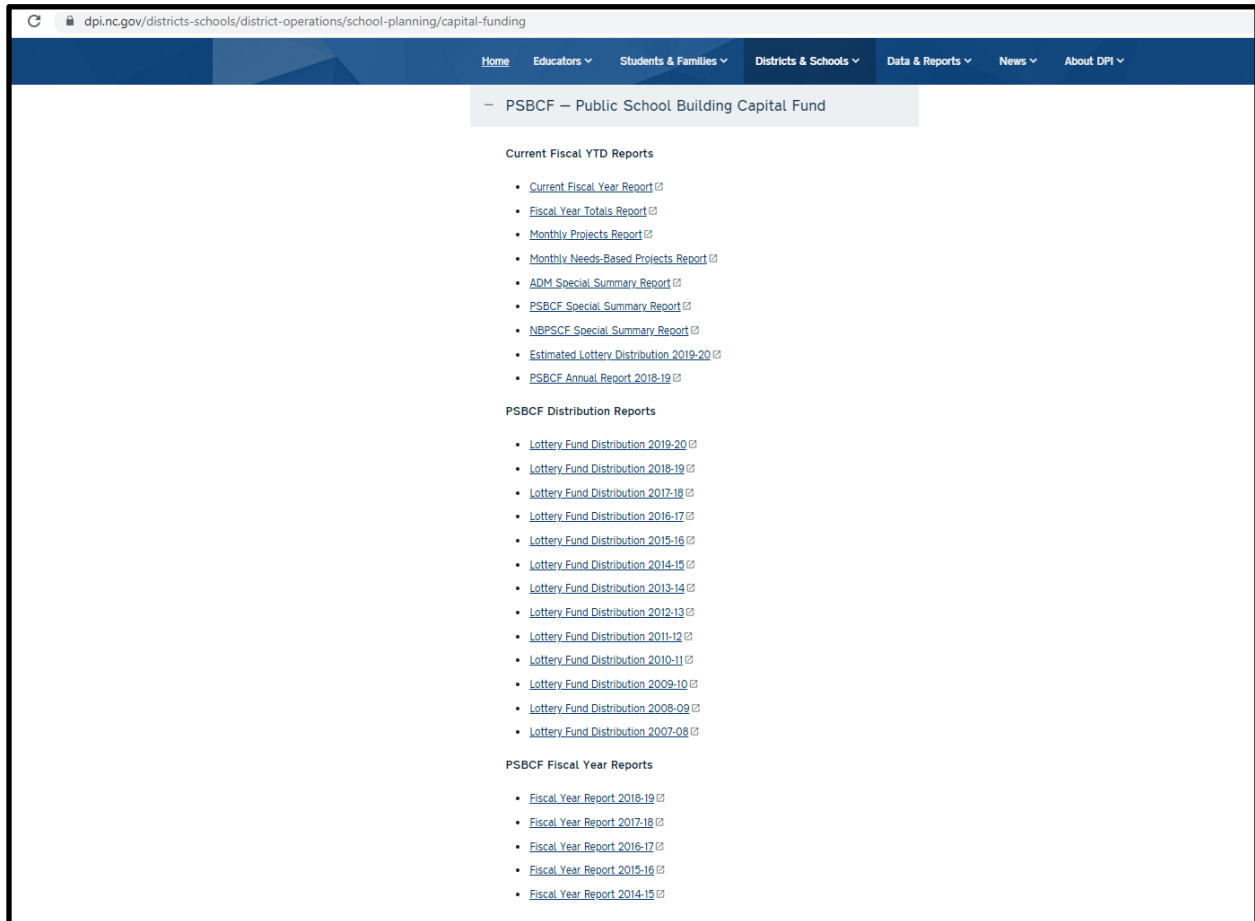 dpi.nc.gov/districts-schools/district-operations/school-planning/capital-funding
Home Educators Students & Families Districts & Schools Data & Reports News About DPI
− PSBCF — Public School Building Capital Fund
Current Fiscal YTD Reports
• Current Fiscal Year Report
• Fiscal Year Totals Report
• Monthly Projects Report
• Monthly Needs-Based Projects Report
• ADM Special Summary Report
• PSBCF Special Summary Report
• NBPSCF Special Summary Report
• Estimated Lottery Distribution 2019-20
• PSBCF Annual Report 2018-19
PSBCF Distribution Reports
• Lottery Fund Distribution 2019-20
• Lottery Fund Distribution 2018-19
• Lottery Fund Distribution 2017-18
• Lottery Fund Distribution 2016-17
• Lottery Fund Distribution 2015-16
• Lottery Fund Distribution 2014-15
• Lottery Fund Distribution 2013-14
• Lottery Fund Distribution 2012-13
• Lottery Fund Distribution 2011-12
• Lottery Fund Distribution 2010-11
• Lottery Fund Distribution 2009-10
• Lottery Fund Distribution 2008-09
• Lottery Fund Distribution 2007-08
PSBCF Fiscal Year Reports
• Fiscal Year Report 2018-19
• Fiscal Year Report 2017-18
• Fiscal Year Report 2016-17
• Fiscal Year Report 2015-16
• Fiscal Year Report 2014-15